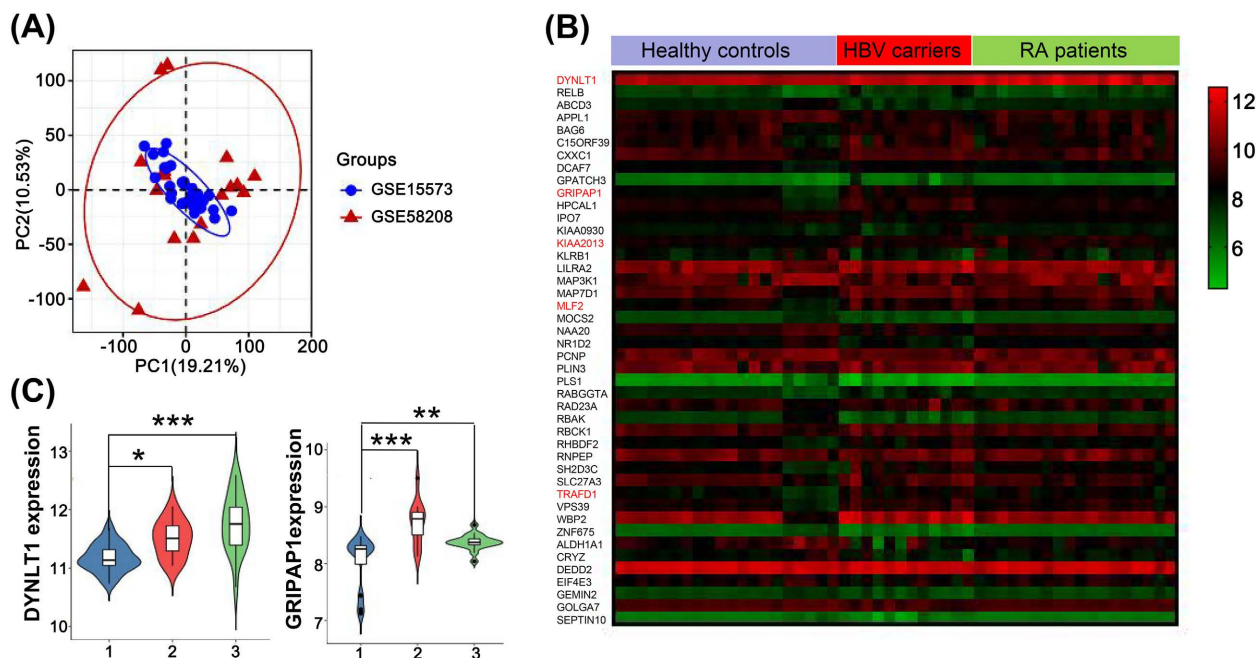 (A)
100
50
0
-50
-100
PC2(10.53%)
-100
0
100
200
PC1(19.21%)
Groups
GSE15573
GSE58208
(B)
Healthy controls
HBV carriers
RA patients
DYNLT1
RELB
ABCD3
APPL1
BAG6
C15ORF39
CXXC1
DCAF7
GPATCH3
GRIPAP1
HPCAL1
IPO7
KIAA0930
KIAA2013
KLRB1
LILRA2
MAP3K1
MAP7D1
MLF2
MOCS2
NAA20
NR1D2
PCNP
PLIN3
PLS1
RABGGTA
RAD23A
RBAK
RBCK1
RHBDF2
RNPEP
SH2D3C
SLC27A3
TRAFD1
VPS39
WBP2
ZNF675
ALDH1A1
CRYZ
DEDD2
EIF4E3
GEMIN2
GOLGA7
SEPTIN10
12
10
8
6
(C)
DYNLT1 expression
13
12
11
10
*
***
1
2
3
GRIPAP1expression
10
9
8
7
***
**
1
2
3